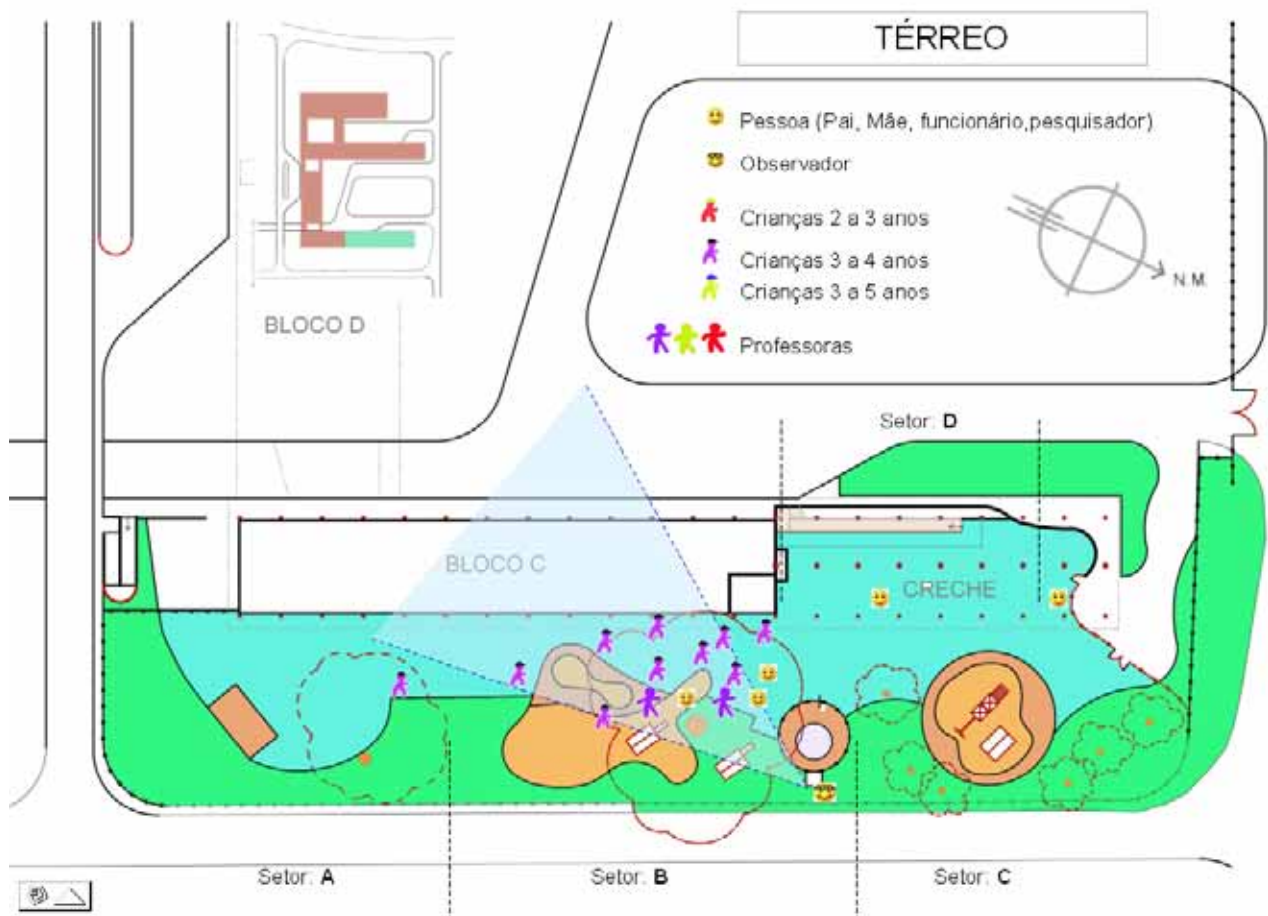 TÉRREO
Pessoa (Pai, Mãe, funcionário,pesquisador)
Observador
Crianças 2 a 3 anos
Crianças 3 a 4 anos
Crianças 3 a 5 anos
Professoras
N.M.
BLOCO D
Setor: D
BLOCO C
CRECHE
Setor: A
Setor: B
Setor: C